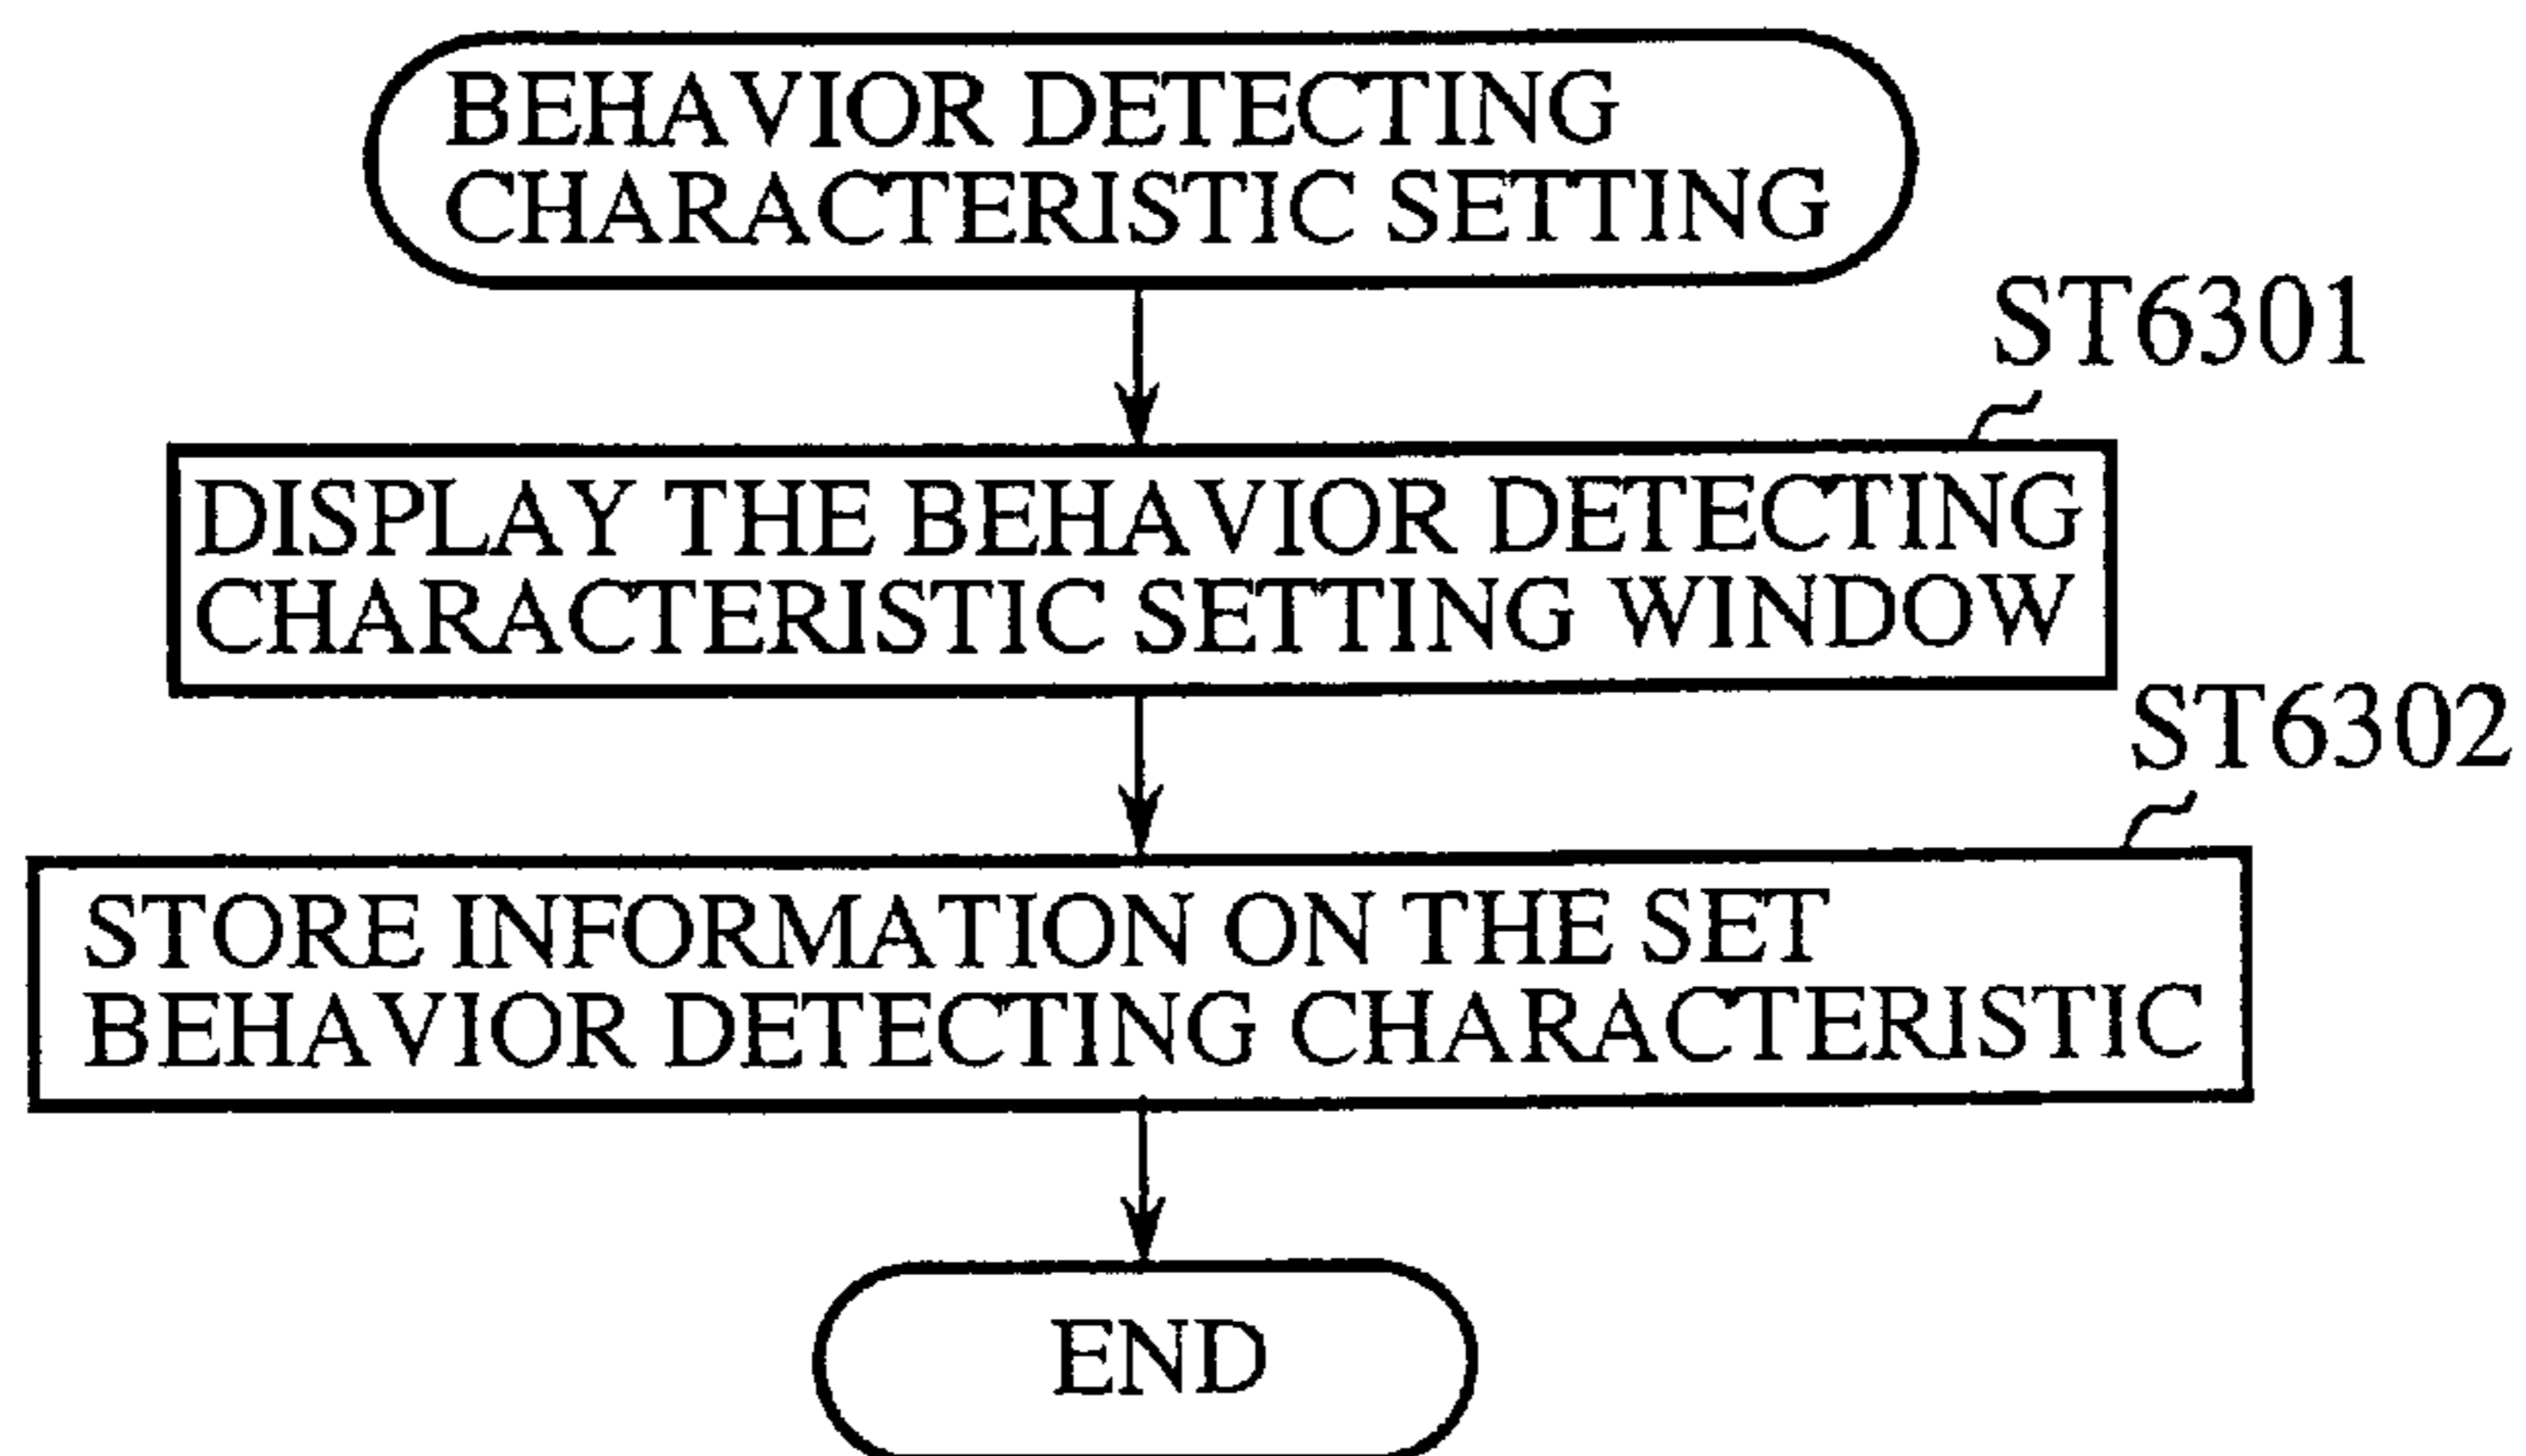 BEHAVIOR DETECTING
CHARACTERISTIC SETTING
ST6301
DISPLAY THE BEHAVIOR DETECTING
CHARACTERISTIC SETTING WINDOW
ST6302
STORE INFORMATION ON THE SET
BEHAVIOR DETECTING CHARACTERISTIC
END